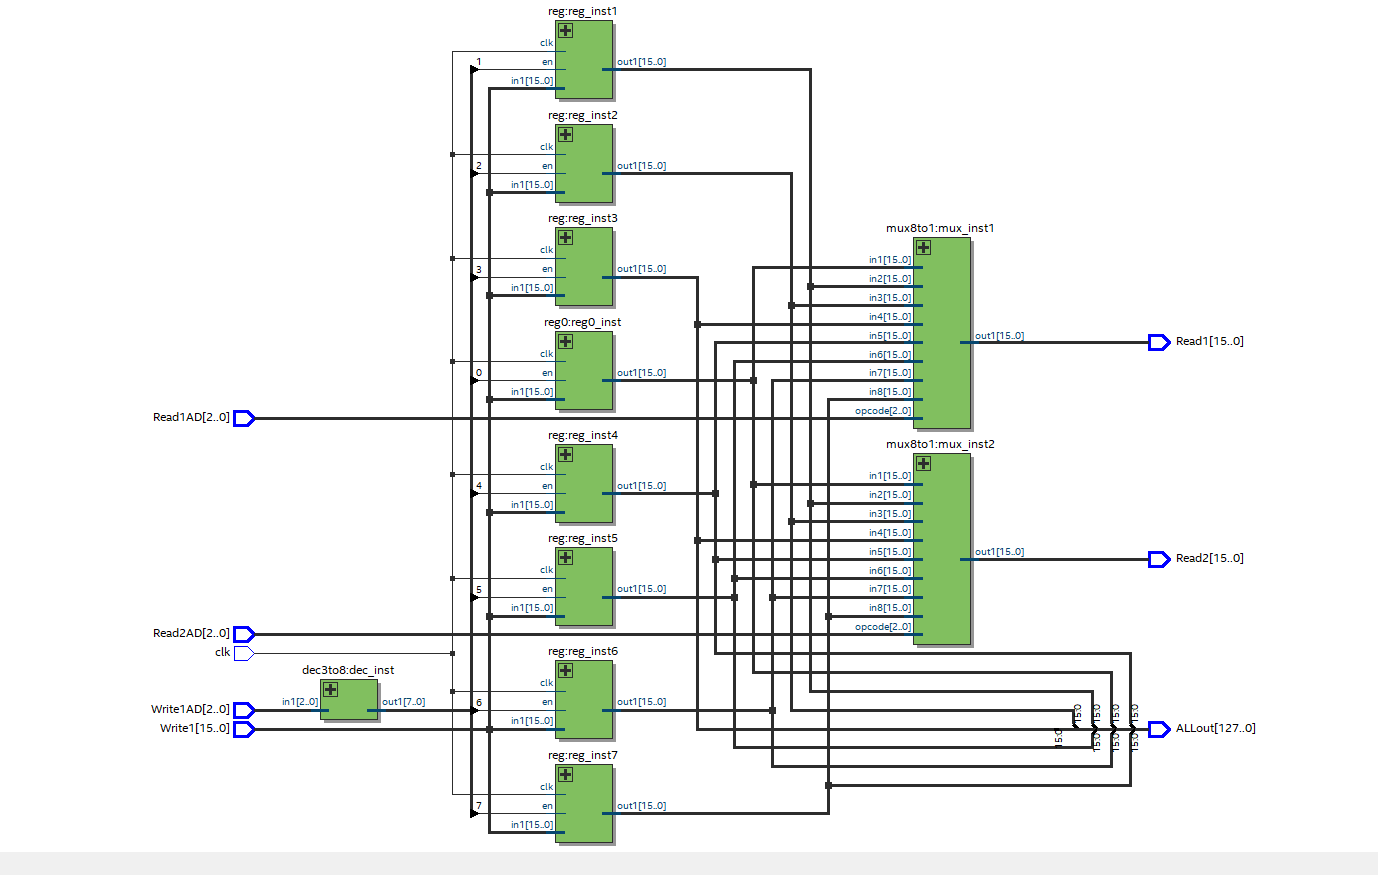 reg:reg_inst1
clk
1
en
out1[15..0]
in1[15..0]
reg:reg_inst2
clk
2
en
out1[15..0]
in1[15..0]
reg:reg_inst3
clk
3
en
out1[15..0]
in1[15..0]
reg0:reg0_inst
clk
0
en
out1[15..0]
in1[15..0]
reg:reg_inst4
clk
4
en
out1[15..0]
in1[15..0]
reg:reg_inst5
clk
5
en
out1[15..0]
in1[15..0]
reg:reg_inst6
clk
6
en
out1[15..0]
in1[15..0]
reg:reg_inst7
clk
7
en
out1[15..0]
in1[15..0]
Read1AD[2..0]
Read2AD[2..0]
clk
dec3to8:dec_inst
in1[2..0]
out1[7..0]
Write1AD[2..0]
Write1[15..0]
mux8to1:mux_inst1
in1[15..0]
in2[15..0]
in3[15..0]
in4[15..0]
in5[15..0]
in6[15..0]
in7[15..0]
in8[15..0]
opcode[2..0]
out1[15..0]
Read1[15..0]
mux8to1:mux_inst2
in1[15..0]
in2[15..0]
in3[15..0]
in4[15..0]
in5[15..0]
in6[15..0]
in7[15..0]
in8[15..0]
opcode[2..0]
out1[15..0]
Read2[15..0]
15:0
15:0
15:0
15:0
15:0
15:0
15:0
15:0
ALLout[127..0]